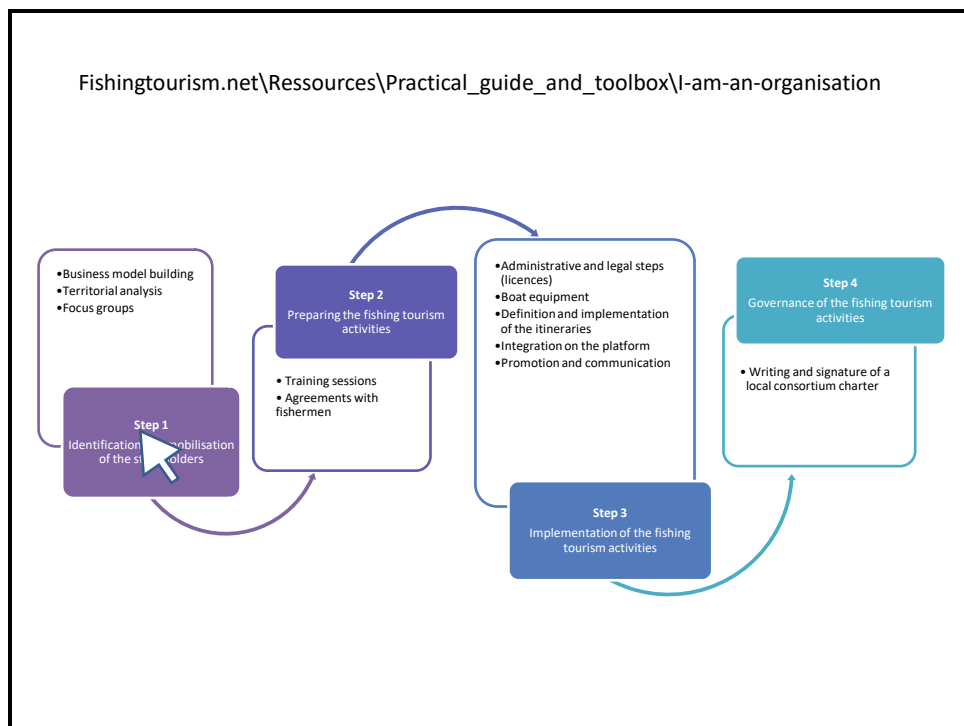 Fishingtourism.net\Ressources\Practical_guide_and_toolbox\I-am-an-organisation
•Business model building
•Territorial analysis
•Focus groups
Step 1
Identification mobilisation
of the holders
Step 2
Preparing the fishing tourism
activities
• Training sessions
• Agreements with
fishermen
•Administrative and legal steps
(licences)
•Boat equipment
•Definition and implementation
of the itineraries
•Integration on the platform
•Promotion and communication
Step 3
Implementation of the fishing
tourism activities
Step 4
Governance of the fishing tourism
activities
• Writing and signature of a
local consortium charter